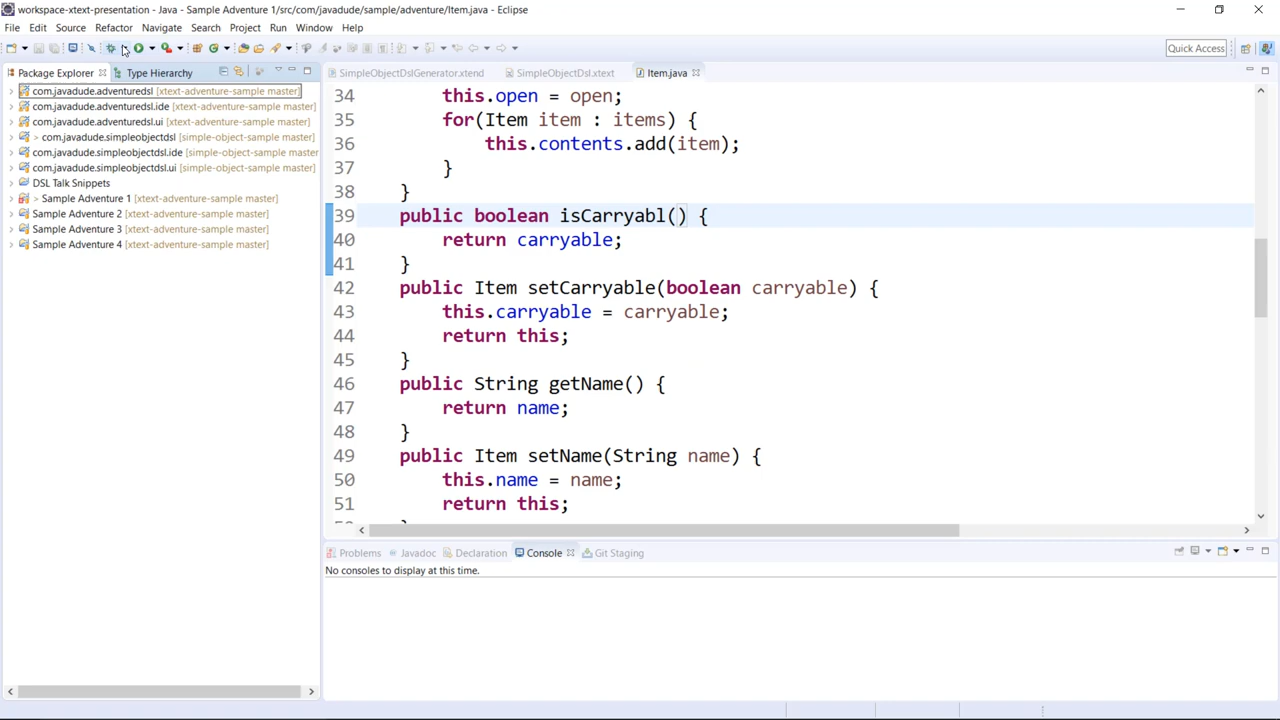 workspace-xtext-presentation - Java - Sample Adventure 1/src/com/javadude/sample/adventure/Item.java - Eclipse
File Edit Source Refactor Navigate Search Project Run Window Help
Quick Access
Package Explorer Type Hierarchy
com.javadude.adventuredsl [xtext-adventure-sample master]
com.javadude.adventuredsl.ide [xtext-adventure-sample master]
com.javadude.adventuredsl.ui [xtext-adventure-sample master]
> com.javadude.simpleobjectdsl [simple-object-sample master]
com.javadude.simpleobjectdsl.ide [simple-object-sample master]
com.javadude.simpleobjectdsl.ui [simple-object-sample master]
DSL Talk Snippets
> Sample Adventure 1 [xtext-adventure-sample master]
Sample Adventure 2 [xtext-adventure-sample master]
Sample Adventure 3 [xtext-adventure-sample master]
Sample Adventure 4 [xtext-adventure-sample master]
SimpleObjectDslGenerator.xtend SimpleObjectDsl.xtext Item.java
34 this.open = open;
35 for(Item item : items) {
36 this.contents.add(item);
37 }
38 }
39 public boolean isCarryabl() {
40 return carryable;
41 }
42 public Item setCarryable(boolean carryable) {
43 this.carryable = carryable;
44 return this;
45 }
46 public String getName() {
47 return name;
48 }
49 public Item setName(String name) {
50 this.name = name;
51 return this;
Problems Javadoc Declaration Console Git Staging
No consoles to display at this time.